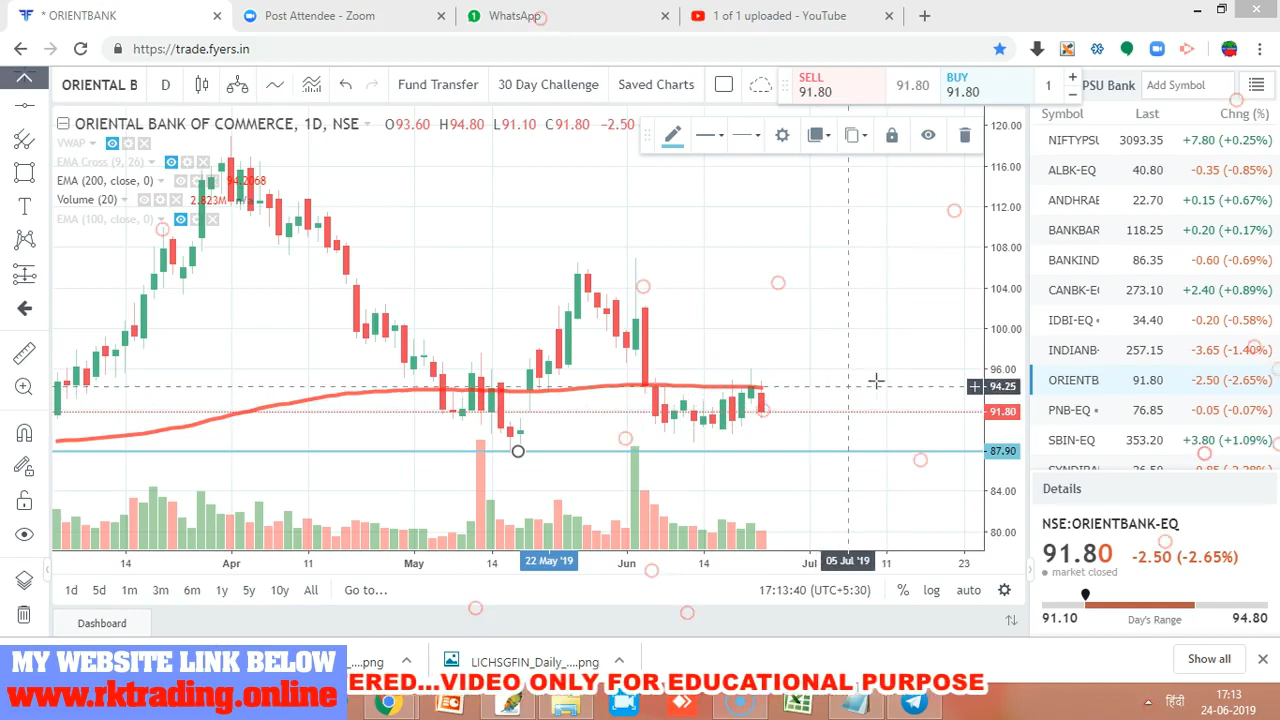 * ORIENTBANK
Post Attendee - Zoom
WhatsApp
1 of 1 uploaded - YouTube
https://trade.fyers.in
ORIENTAL B
D
Fund Transfer
30 Day Challenge
Saved Charts
SELL
91.80
91.80
BUY
91.80
1
PSU Bank
Add Symbol
ORIENTAL BANK OF COMMERCE, 1D, NSE
O93.60 H94.80 L91.10 C91.80 -2.50
VWAP
EMA Cross (9, 26)
EMA (200, close, 0)
94.2068
Volume (20)
2.823M n/a
EMA (100, close, 0)
120.00
116.00
112.00
108.00
104.00
100.00
96.00
94.25
91.80
87.90
84.00
80.00
14
Apr
11
May
14
22 May '19
Jun
14
Jul
05 Jul '19
11
23
1d 5d 1m 3m 6m 1y 5y 10y All Go to...
17:13:40 (UTC+5:30)
% log auto
Dashboard
Symbol Last Chng (%)
NIFTYPSU 3093.35 +7.80 (+0.25%)
ALBK-EQ 40.80 -0.35 (-0.85%)
ANDHRAE 22.70 +0.15 (+0.67%)
BANKBAR 118.25 +0.20 (+0.17%)
BANKIND 86.35 -0.60 (-0.69%)
CANBK-E 273.10 +2.40 (+0.89%)
IDBI-EQ 34.40 -0.20 (-0.58%)
INDIANB- 257.15 -3.65 (-1.40%)
ORIENTB 91.80 -2.50 (-2.65%)
PNB-EQ 76.85 -0.05 (-0.07%)
SBIN-EQ 353.20 +3.80 (+1.09%)
Details
NSE:ORIENTBANK-EQ
91.80 -2.50 (-2.65%)
market closed
91.10 Day's Range 94.80
MY WEBSITE LINK BELOW
www.rktrading.online
....png
LICHSGFIN_Daily_....png
Show all
ERED...VIDEO ONLY FOR EDUCATIONAL PURPOSE
हिंदी
17:13
24-06-2019